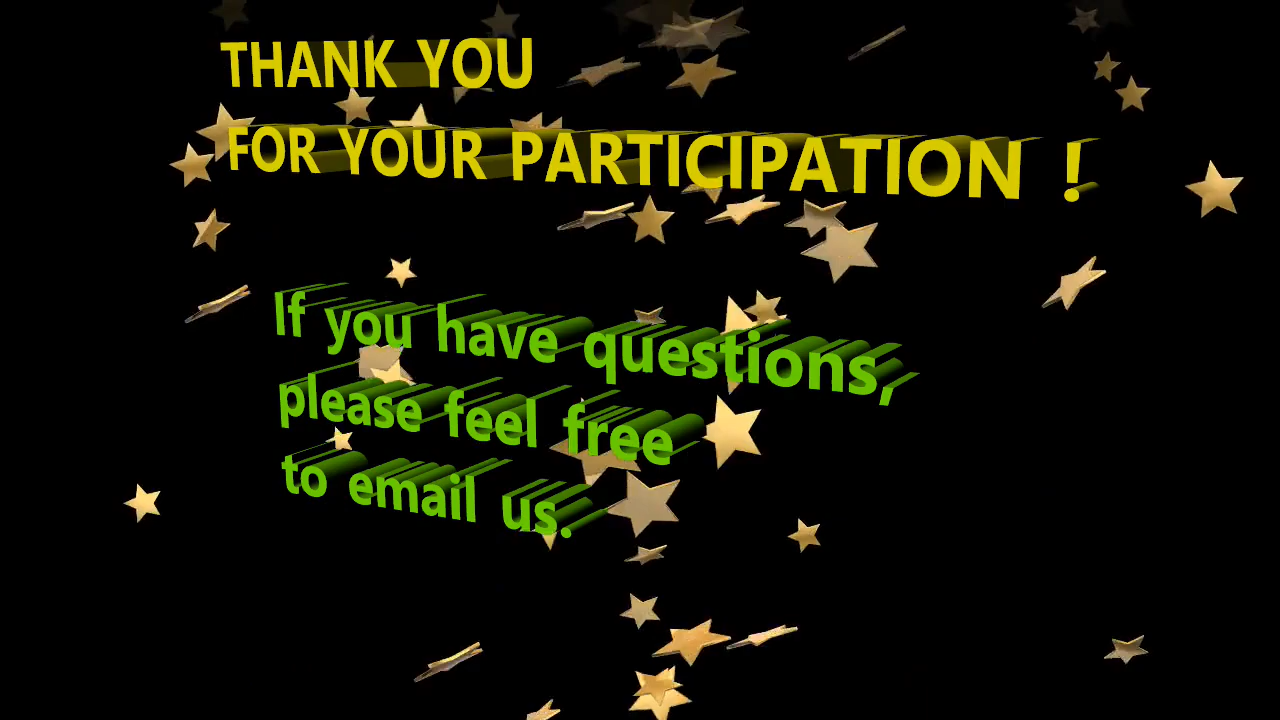 THANK YOU
FOR YOUR PARTICIPATION !
If you have questions,
please feel free
to email us.